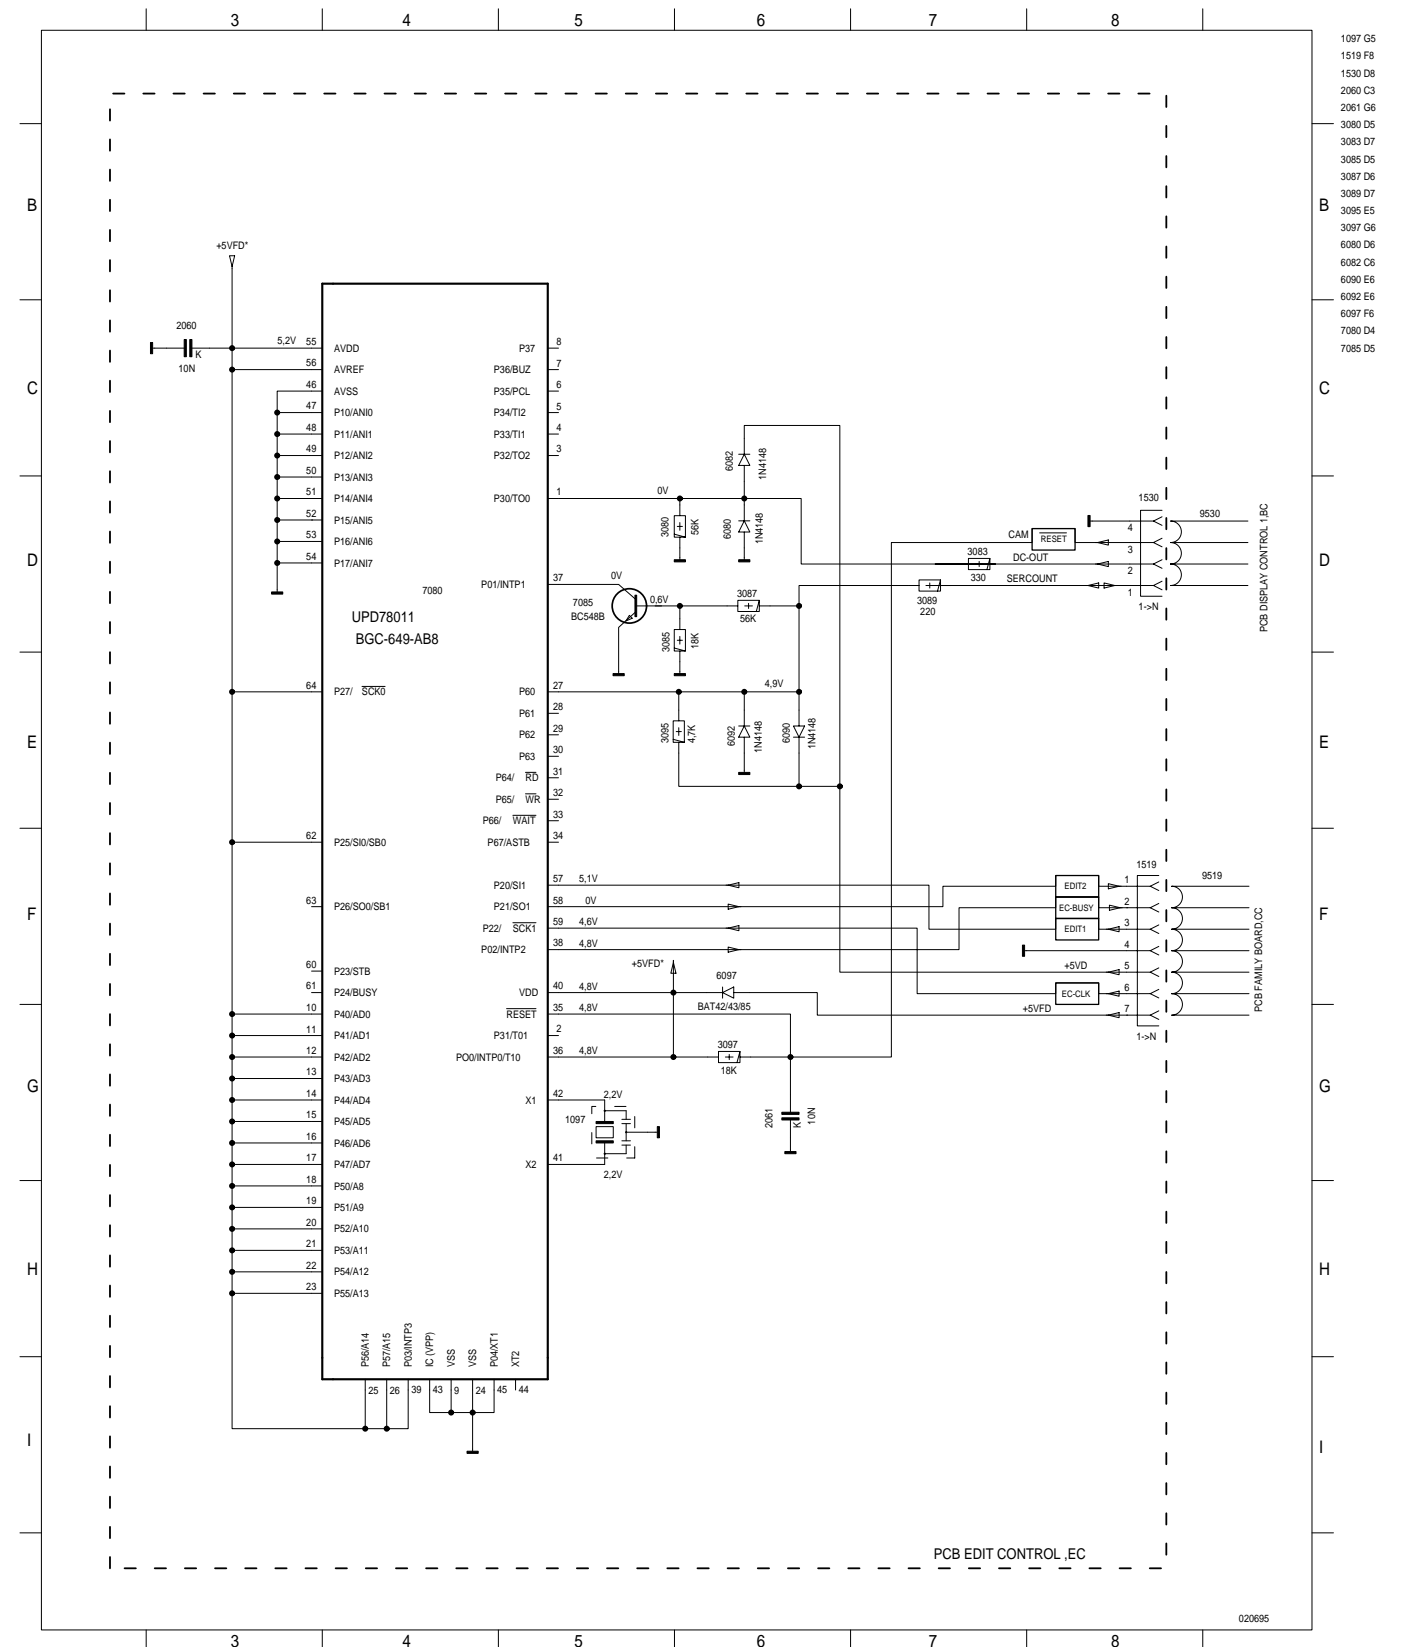 3 4 5 6 7 8
1097 G5
1519 F8
1530 D8
2060 C3
2061 G6
3080 D5
3083 D7
3085 D5
3087 D6
3089 D7
3095 E5
3097 G6
6080 D6
6082 C6
6090 E6
6092 E6
6097 F6
7080 D4
7085 D5
B B
+5VFD*
2060
K
10N
5,2V 55 AVDD
56 AVREF
46 AVSS
47 P10/ANI0
48 P11/ANI1
49 P12/ANI2
50 P13/ANI3
51 P14/ANI4
52 P15/ANI5
53 P16/ANI6
54 P17/ANI7
C C
P37 8
P36/BUZ 7
P35/PCL 6
P34/TI2 5
P33/TI1 4
P32/TO2 3
P30/TO0 1 0V
6082 1N4148
3080 56K
6080 1N4148
D D
7080
UPD78011
BGC-649-AB8
P01/INTP1 37 0V
7085
BC548B
0,6V
3087
56K
3085 18K
CAM RESET
3083
330
DC-OUT
3089
220
SERCOUNT
1530
4
3
2
1
1->N
9530
PCB DISPLAY CONTROL 1,BC
64 P27/ SCK0
P60 27 4,9V
P61 28
P62 29
P63 30
P64/ RD 31
P65/ WR 32
P66/ WAIT 33
P67/ASTB 34
3095 4,7K
6092 1N4148
6090 1N4148
E E
62 P25/SI0/SB0
63 P26/SO0/SB1
60 P23/STB
61 P24/BUSY
F F
P20/SI1 57 5,1V
P21/SO1 58 0V
P22/ SCK1 59 4,6V
P02/INTP2 38 4,8V
+5VFD*
6097
BAT42/43/85
VDD 40 4,8V
RESET 35 4,8V
P31/T01 2
PO0/INTP0/T10 36 4,8V
3097
18K
1519
EDIT2 1
EC-BUSY 2
EDIT1 3
4
+5VD 5
EC-CLK 6
+5VFD 7
1->N
9519
PCB FAMILY BOARD,CC
10 P40/AD0
11 P41/AD1
12 P42/AD2
13 P43/AD3
14 P44/AD4
15 P45/AD5
16 P46/AD6
17 P47/AD7
18 P50/A8
19 P51/A9
20 P52/A10
21 P53/A11
22 P54/A12
23 P55/A13
G G
X1 42 2,2V
1097
X2 41 2,2V
2061 K 10N
H H
P56/A14 P57/A15 P03/INTP3 IC (VPP) VSS VSS P04/XT1 XT2
25 26 39 43 9 24 45 44
I I
PCB EDIT CONTROL ,EC
020695
3 4 5 6 7 8